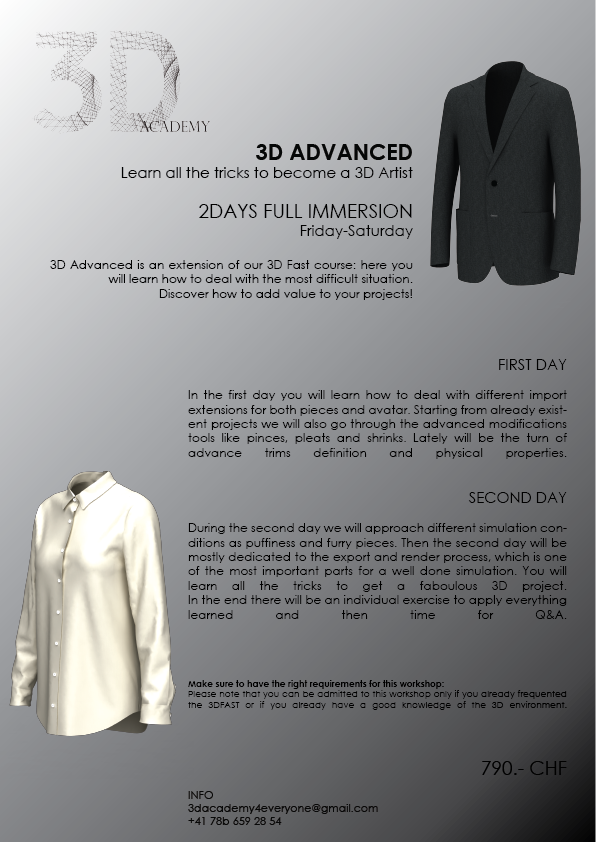 3D
ACADEMY
3D ADVANCED
Learn all the tricks to become a 3D Artist
2DAYS FULL IMMERSION
Friday-Saturday
3D Advanced is an extension of our 3D Fast course: here you
will learn how to deal with the most difficult situation.
Discover how to add value to your projects!
FIRST DAY
In the first day you will learn how to deal with different import
extensions for both pieces and avatar. Starting from already exist-
ent projects we will also go through the advanced modifications
tools like pinces, pleats and shrinks. Lately will be the turn of
advance trims definition and physical properties.
SECOND DAY
During the second day we will approach different simulation con-
ditions as puffiness and furry pieces. Then the second day will be
mostly dedicated to the export and render process, which is one
of the most important parts for a well done simulation. You will
learn all the tricks to get a faboulous 3D project.
In the end there will be an individual exercise to apply everything
learned and then time for Q&A.
Make sure to have the right requirements for this workshop:
Please note that you can be admitted to this workshop only if you already frequented
the 3DFAST or if you already have a good knowledge of the 3D environment.
790.- CHF
INFO
3dacademy4everyone@gmail.com
+41 78b 659 28 54